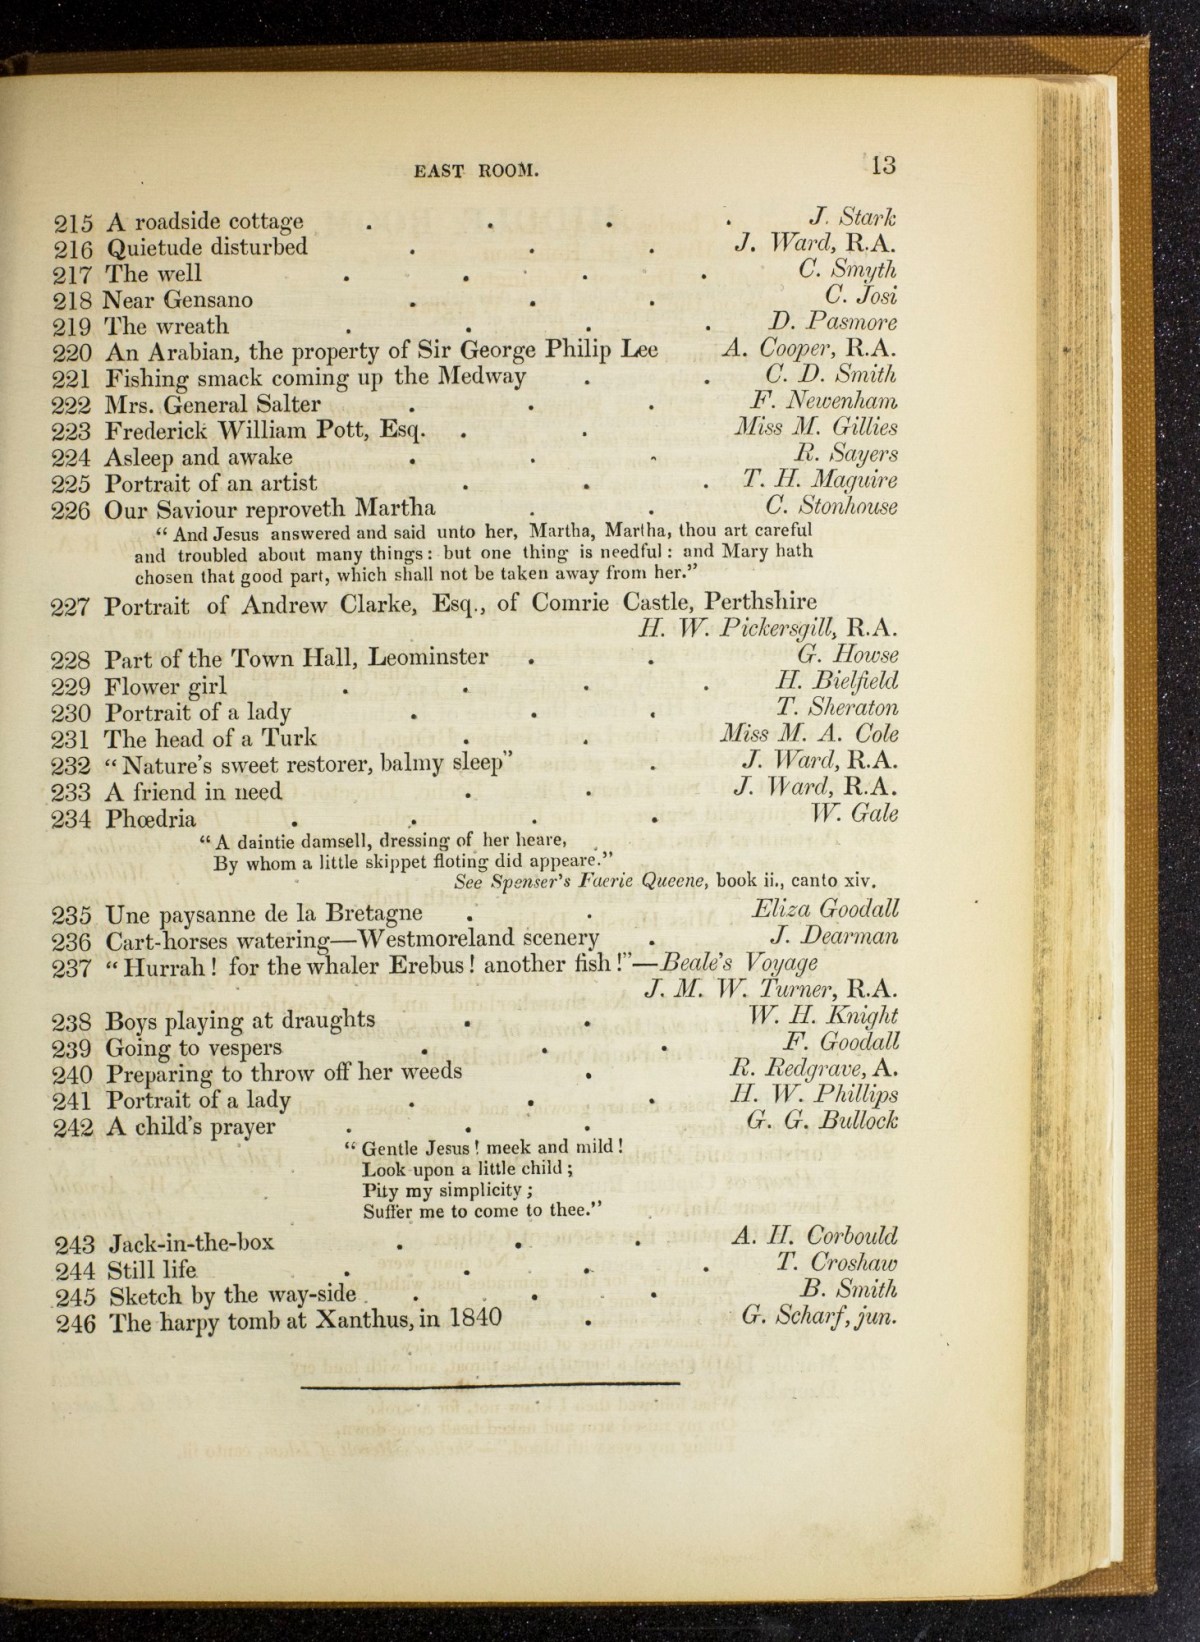 EAST ROOM. 13
215 A roadside cottage . . . . J. Stark
216 Quietude disturbed . . . J. Ward, R.A.
217 The well . . . . C. Smyth
218 Near Gensano . . . C. Josi
219 The wreath . . . . D. Pasmore
220 An Arabian, the property of Sir George Philip Lee A. Cooper, R.A.
221 Fishing smack coming up the Medway . . C. D. Smith
222 Mrs. General Salter . . . F. Newenham
223 Frederick William Pott, Esq. . . Miss M. Gillies
224 Asleep and awake . . . R. Sayers
225 Portrait of an artist . . . T. H. Maguire
226 Our Saviour reproveth Martha . . C. Stonhouse
“ And Jesus answered and said unto her, Martha, Martha, thou art careful
and troubled about many things : but one thing is needful : and Mary hath
chosen that good part, which shall not be taken away from her.”
227 Portrait of Andrew Clarke, Esq., of Comrie Castle, Perthshire
H. W. Pickersgill, R.A.
228 Part of the Town Hall, Leominster . . G. Howse
229 Flower girl . . . . H. Bielfield
230 Portrait of a lady . . . T. Sheraton
231 The head of a Turk . . Miss M. A. Cole
232 “ Nature’s sweet restorer, balmy sleep” . J. Ward, R.A.
233 A friend in need . . J. Ward, R.A.
234 Phœdria . . . . W. Gale
“ A daintie damsell, dressing of her heare,
By whom a little skippet floting did appeare.”
See Spenser’s Faerie Queene, book ii., canto xiv.
235 Une paysanne de la Bretagne . . Eliza Goodall
236 Cart-horses watering—Westmoreland scenery . J. Dearman
237 “ Hurrah ! for the whaler Erebus ! another fish !”—Beale’s Voyage
J. M. W. Turner, R.A.
238 Boys playing at draughts . . W. H. Knight
239 Going to vespers . . . F. Goodall
240 Preparing to throw off her weeds . R. Redgrave, A.
241 Portrait of a lady . . . H. W. Phillips
242 A child’s prayer . . . G. G. Bullock
“ Gentle Jesus ! meek and mild !
Look upon a little child ;
Pity my simplicity ;
Suffer me to come to thee.”
243 Jack-in-the-box . . . A. H. Corbould
244 Still life . . . . T. Croshaw
245 Sketch by the way-side . . . B. Smith
246 The harpy tomb at Xanthus, in 1840 . G. Scharf, jun.